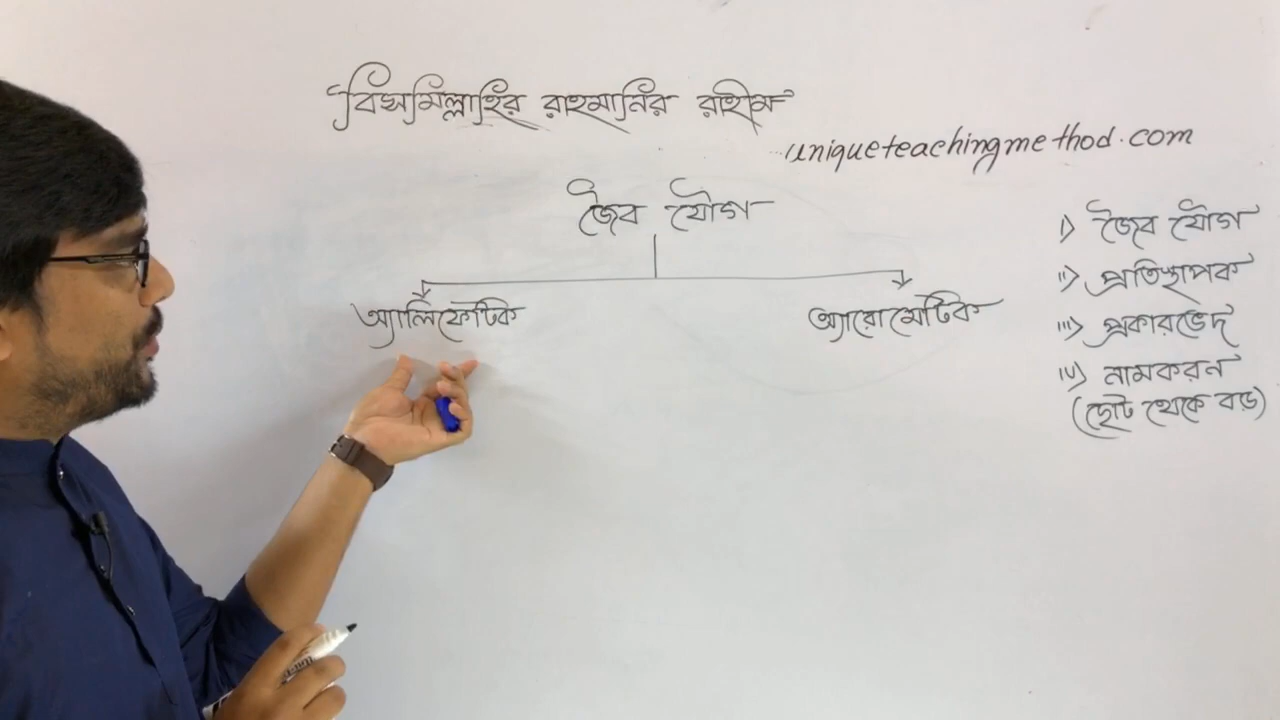 বিসমিল্লাহির রাহমানির রাহীম
uniqueteachingmethod.com
জৈব যৌগ
অ্যালিফেটিক
অ্যারোমেটিক
i) জৈব যৌগ
ii) প্রতিস্থাপক
iii) প্রকারভেদ
iv) নামকরন
(ছোট থেকে বড়)